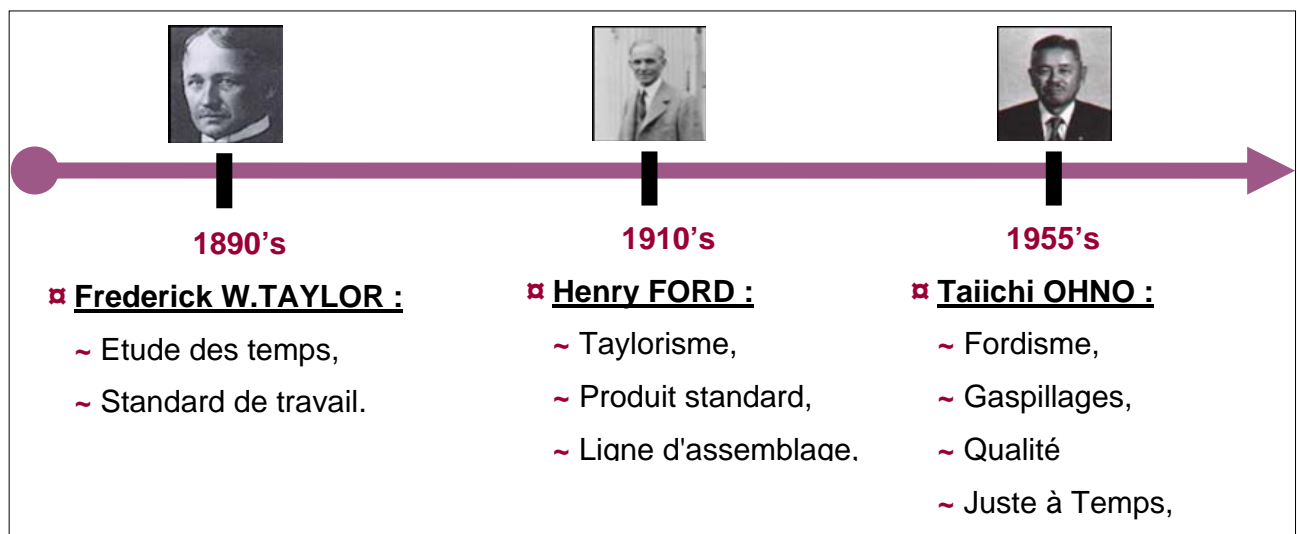 1890’s
¤ Frederick W.TAYLOR :
~ Etude des temps,
~ Standard de travail.
1910’s
¤ Henry FORD :
~ Taylorisme,
~ Produit standard,
~ Ligne d'assemblage,
1955’s
¤ Taiichi OHNO :
~ Fordisme,
~ Gaspillages,
~ Qualité
~ Juste à Temps,